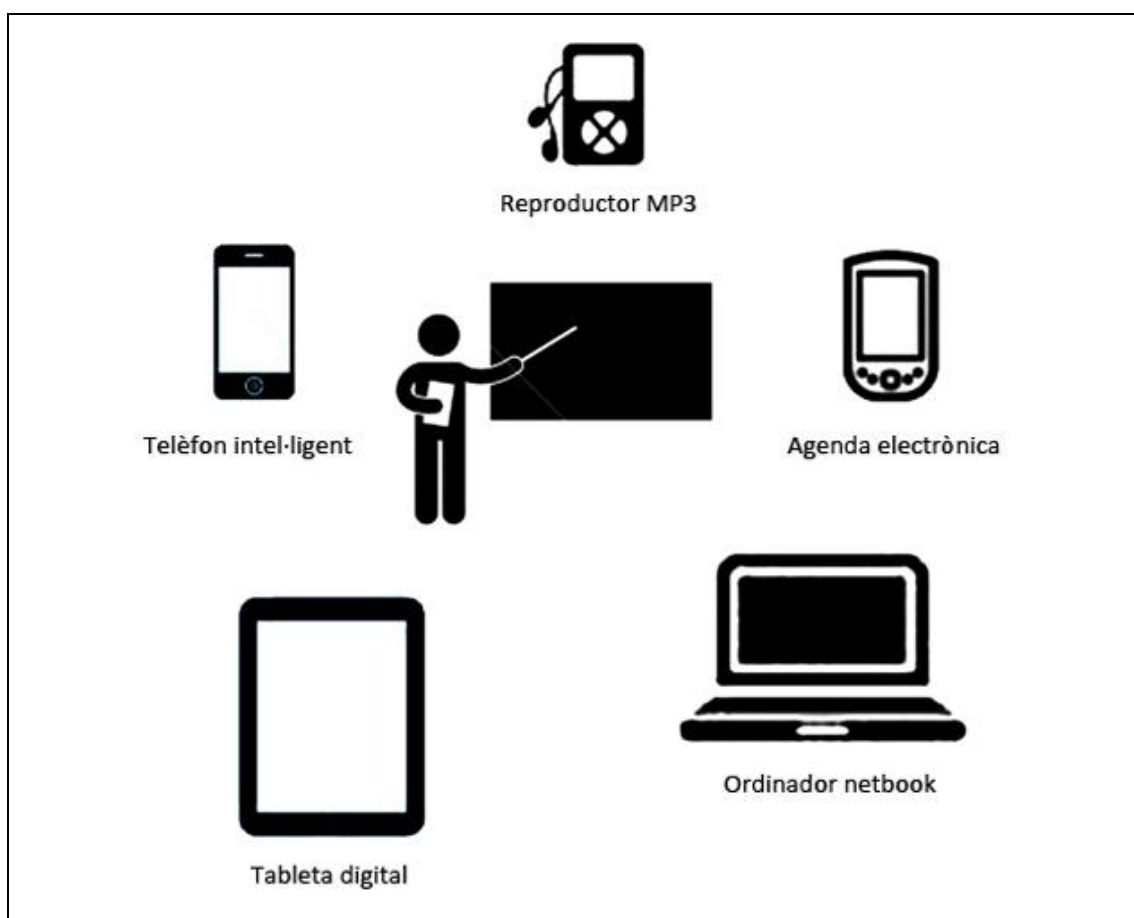 Reproductor MP3
Telèfon intel·ligent
Agenda electrònica
Ordinador netbook
Tableta digital